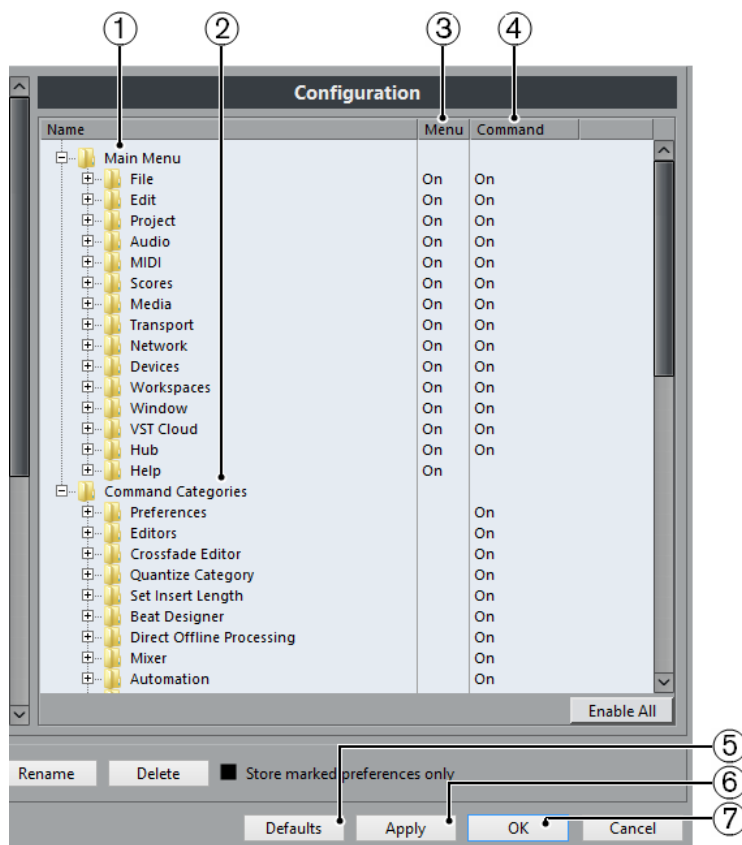 ① ② ③ ④
Configuration
Name Menu Command
Main Menu
File On On
Edit On On
Project On On
Audio On On
MIDI On On
Scores On On
Media On On
Transport On On
Network On On
Devices On On
Workspaces On On
Window On On
VST Cloud On On
Hub On On
Help On
Command Categories
Preferences On
Editors On
Crossfade Editor On
Quantize Category On
Set Insert Length On
Beat Designer On
Direct Offline Processing On
Mixer On
Automation On
Enable All
⑤
Rename Delete Store marked preferences only
⑥
Defaults Apply OK Cancel
⑦